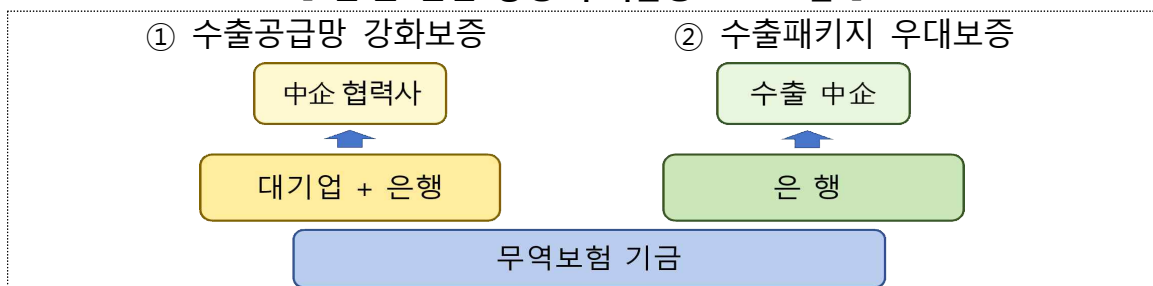 ① 수출공급망 강화보증
② 수출패키지 우대보증
中企 협력사
수출 中企
대기업 + 은행
은 행
무역보험 기금